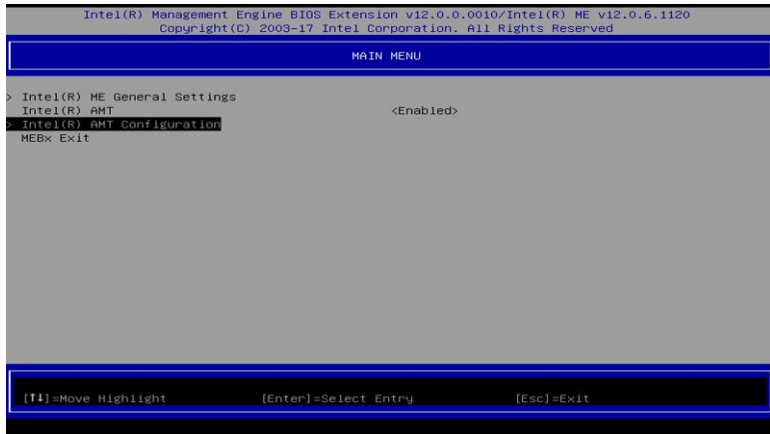 Intel(R) Management Engine BIOS Extension v12.0.0.0010/Intel(R) ME v12.0.6.1120
Copyright(C) 2003-17 Intel Corporation. All Rights Reserved
MAIN MENU
> Intel(R) ME General Settings
Intel(R) AMT <Enabled>
> Intel(R) AMT Configuration
MEBx Exit
[↑↓]=Move Highlight [Enter]=Select Entry [Esc]=Exit